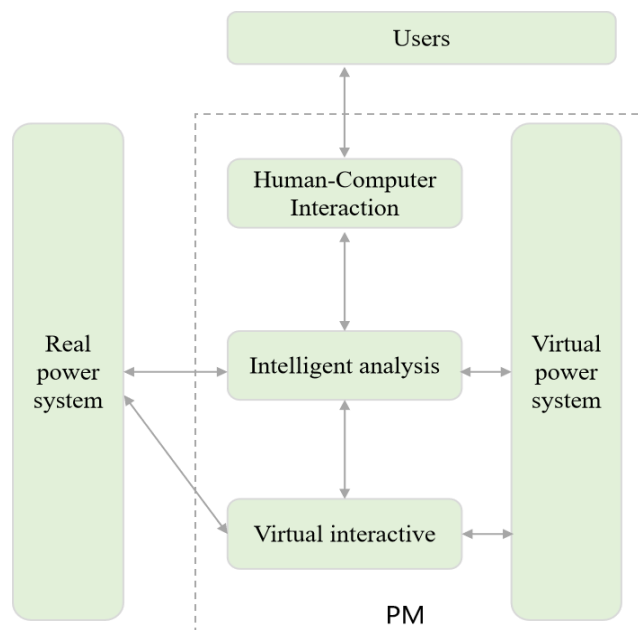 Users
Human-Computer
Interaction
Real
power
system
Intelligent analysis
Virtual
power
system
Virtual interactive
PM